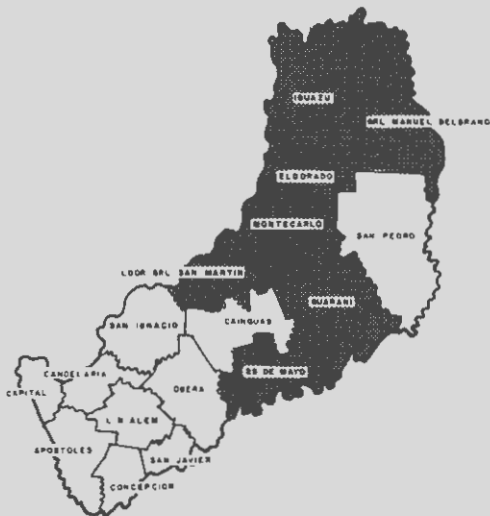 IGUAZU
GRL MANUEL BELGRANO
ELDORADO
MONTECARLO
SAN PEDRO
LDOR GRL SAN MARTIN
GUARANI
SAN IGNACIO
CAINGUAS
CANDELARIA
25 DE MAYO
CAPITAL
OBERA
L N ALEM
APOSTOLES
SAN JAVIER
CONCEPCION